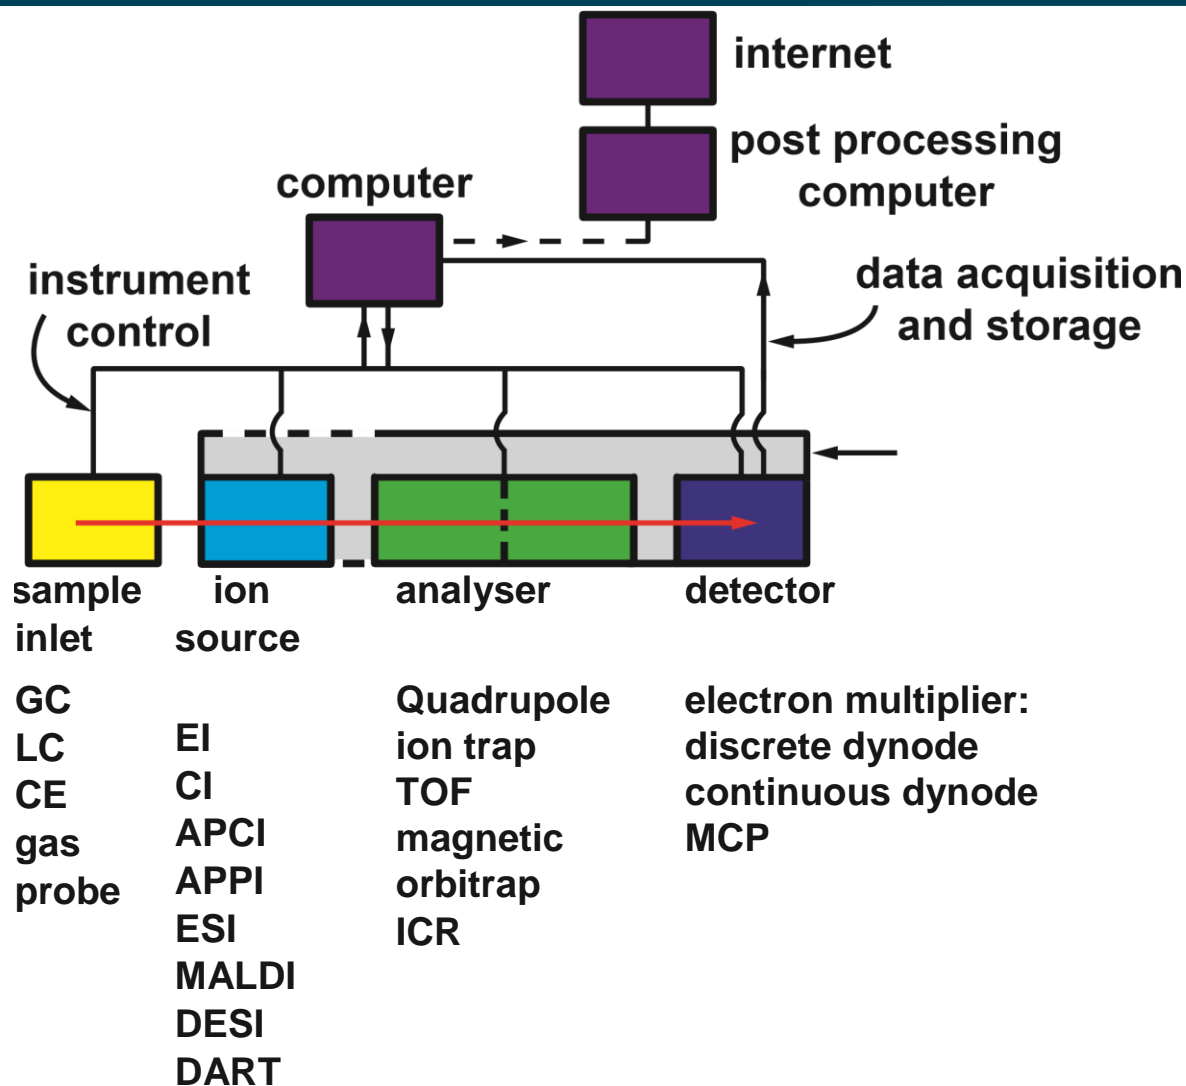 internet
post processing
computer
computer
instrument
control
data acquisition
and storage
sample
inlet
ion
source
analyser
detector
GC
LC
CE
gas
probe
EI
CI
APCI
APPI
ESI
MALDI
DESI
DART
Quadrupole
ion trap
TOF
magnetic
orbitrap
ICR
electron multiplier:
discrete dynode
continuous dynode
MCP